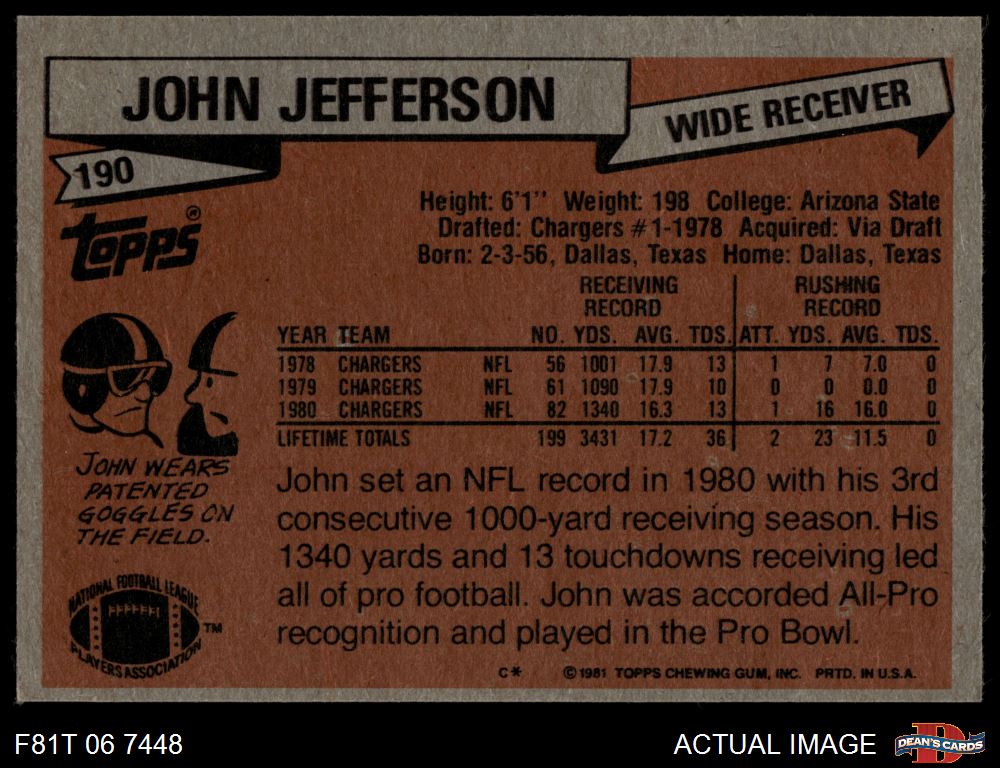 JOHN JEFFERSON
WIDE RECEIVER
190
Topps®
Height: 6'1" Weight: 198 College: Arizona State
Drafted: Chargers #1-1978 Acquired: Via Draft
Born: 2-3-56, Dallas, Texas Home: Dallas, Texas
RECEIVING RECORD RUSHING RECORD
YEAR TEAM NO. YDS. AVG. TDS. ATT. YDS. AVG. TDS.
1978 CHARGERS NFL 56 1001 17.9 13 1 7 7.0 0
1979 CHARGERS NFL 61 1090 17.9 10 0 0 0.0 0
1980 CHARGERS NFL 82 1340 16.3 13 1 16 16.0 0
LIFETIME TOTALS 199 3431 17.2 36 2 23 11.5 0
JOHN WEARS
PATENTED
GOGGLES ON
THE FIELD.
John set an NFL record in 1980 with his 3rd
consecutive 1000-yard receiving season. His
1340 yards and 13 touchdowns receiving led
all of pro football. John was accorded All-Pro
recognition and played in the Pro Bowl.
NATIONAL FOOTBALL LEAGUE
PLAYERS ASSOCIATION
TM
C* ©1981 TOPPS CHEWING GUM, INC. PRTD. IN U.S.A.
F81T 06 7448
ACTUAL IMAGE
D
DEAN'S CARDS